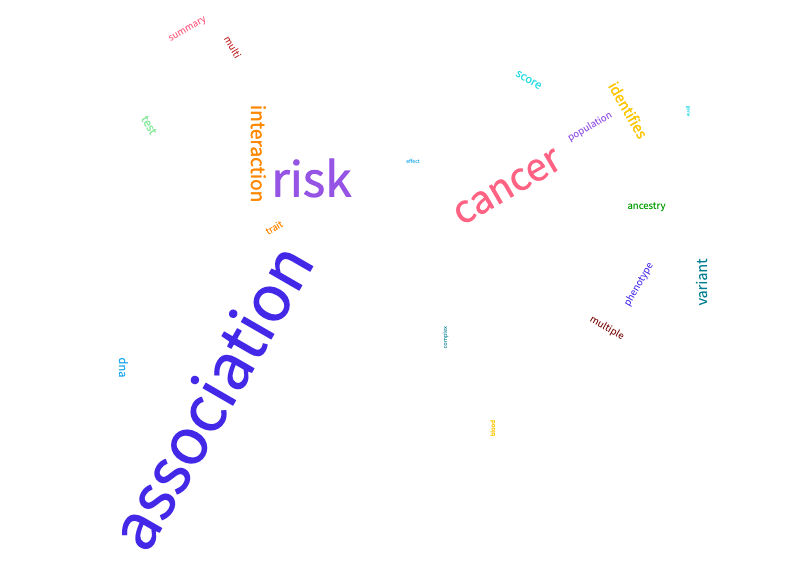 summary
multi
score
identifies
population
test
interaction
risk
effect
cancer
ancestry
trait
association
variant
phenotype
multiple
complex
dna
blood